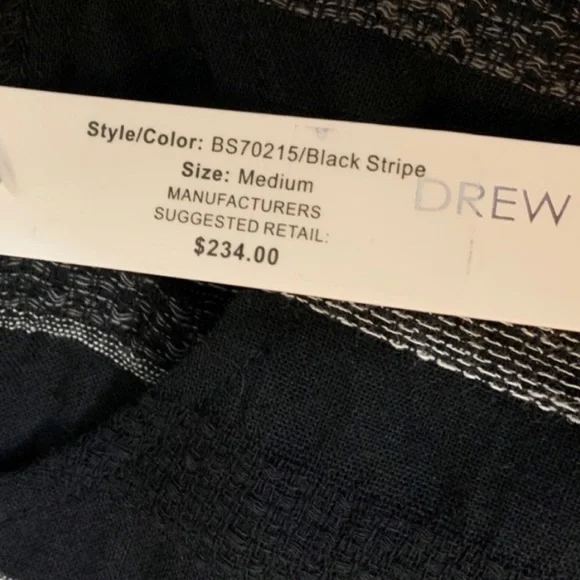 Style/Color: BS70215/Black Stripe
Size: Medium
MANUFACTURERS
SUGGESTED RETAIL:
$234.00
DREW